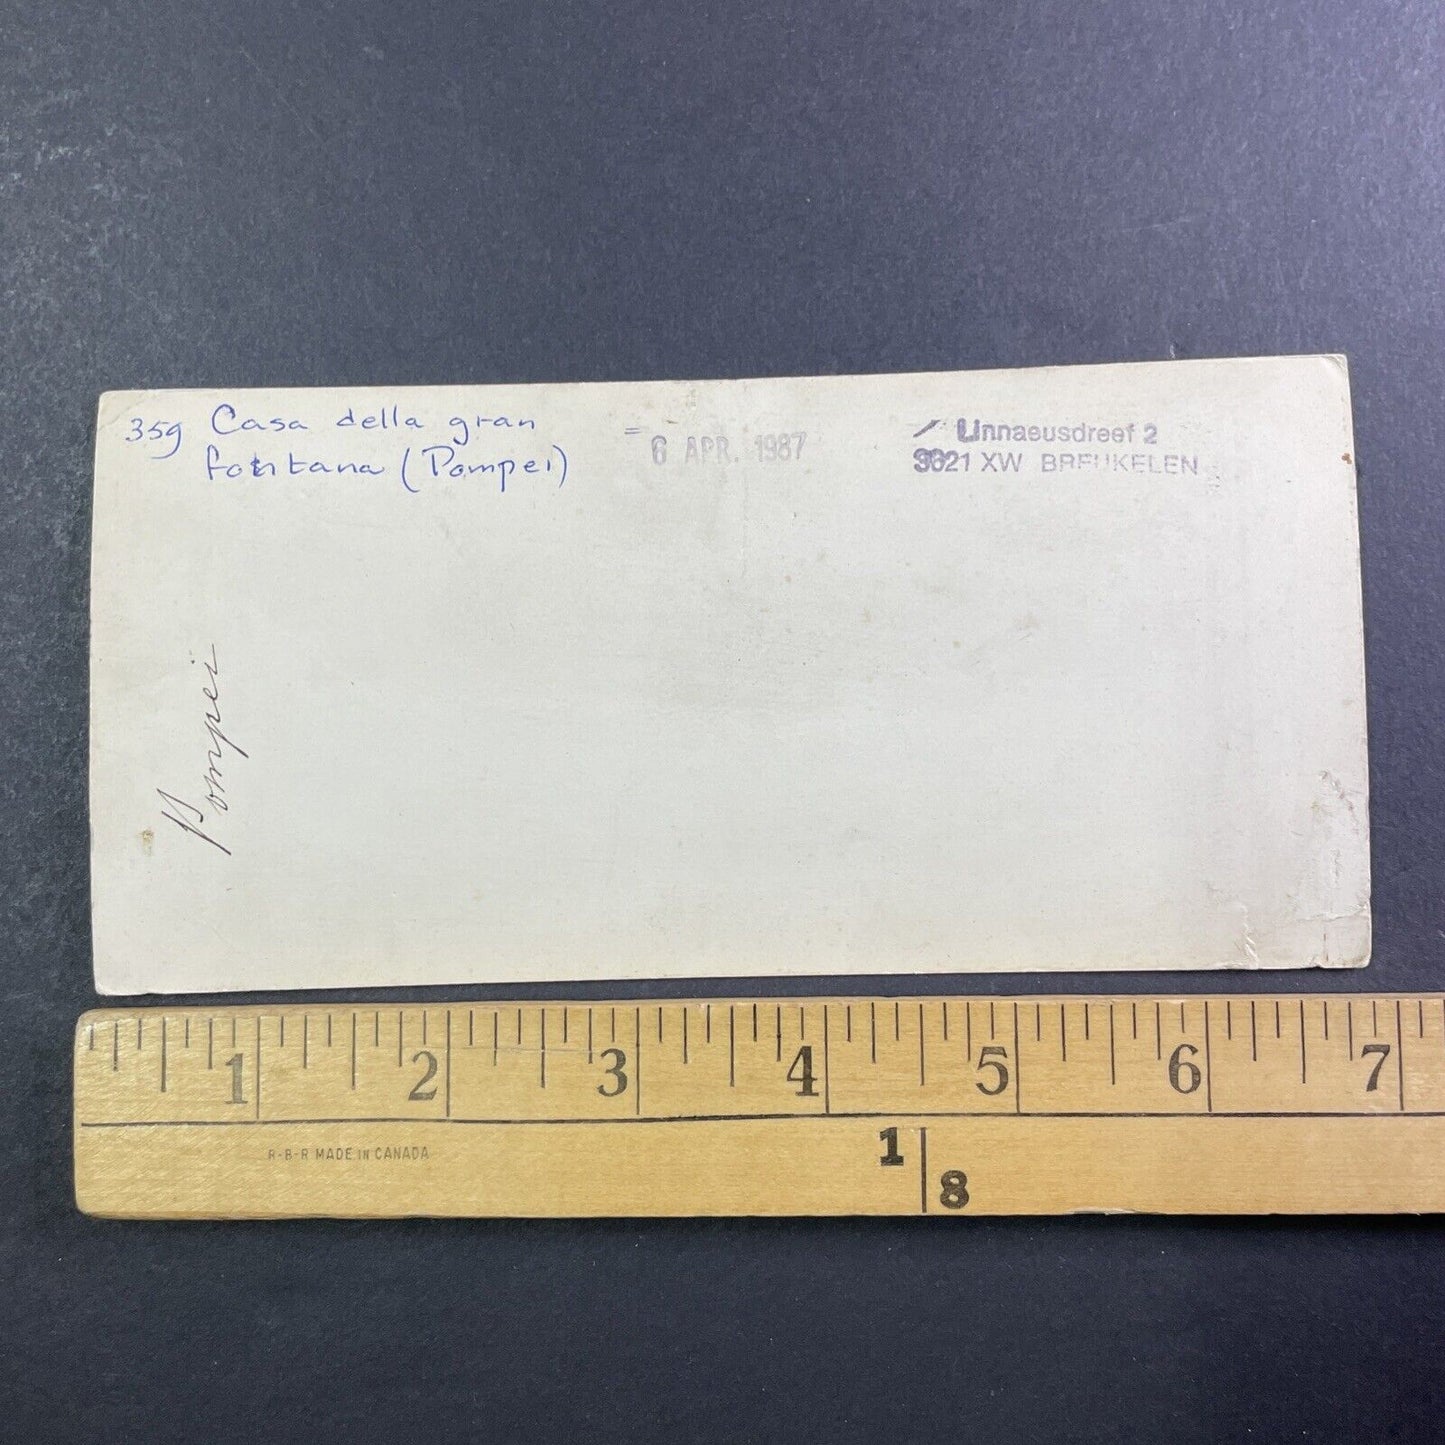 359 Casa della gran
fontana (Pompei)
= 6 APR. 1987
Linnaeusdreef 2
3621 XW BREUKELEN
Pompei
1 2 3 4 5 6 7
R-B-R MADE IN CANADA
1
8